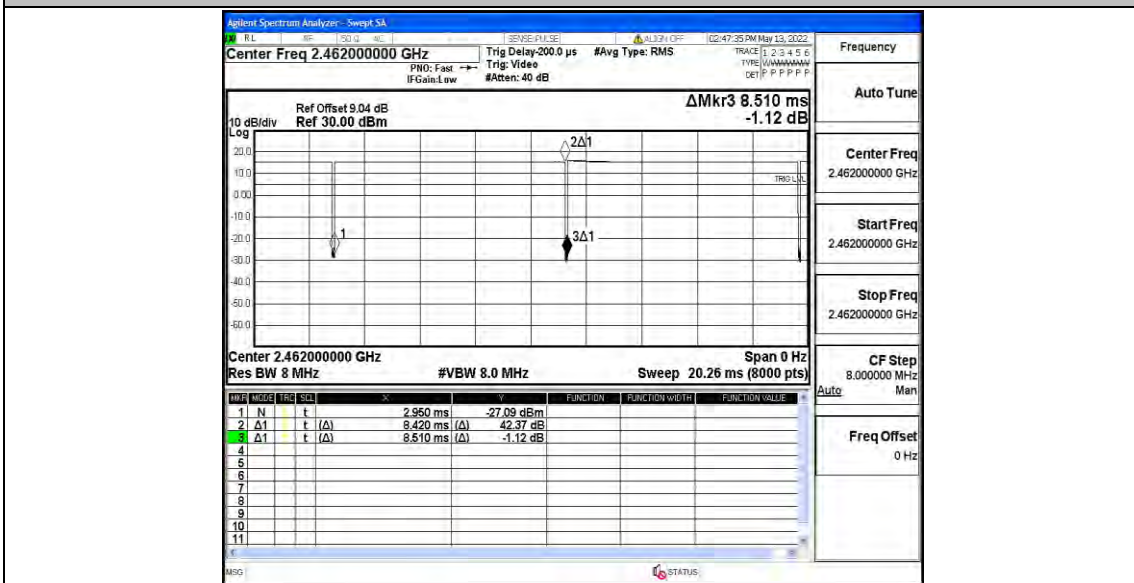 Agilent Spectrum Analyzer - Swept SA
RL RF 50 Ω AC SENSE:PULSE ALIGN OFF 02:47:35 PM May 13, 2022
Center Freq 2.462000000 GHz
PNO: Fast
IFGain:Low
Trig Delay-200.0 µs
Trig: Video
#Atten: 40 dB
#Avg Type: RMS
TRACE 1 2 3 4 5 6
TYPE WWWWWW
DET P P P P P P
Ref Offset 9.04 dB
10 dB/div Ref 30.00 dBm
ΔMkr3 8.510 ms
-1.12 dB
Log
20.0
10.0
0.00
-10.0
-20.0
-30.0
-40.0
-50.0
-60.0
2Δ1
TRIG LVL
1
3Δ1
Center 2.462000000 GHz Span 0 Hz
Res BW 8 MHz #VBW 8.0 MHz Sweep 20.26 ms (8000 pts)
MKR MODE TRC SCL X Y FUNCTION FUNCTION WIDTH FUNCTION VALUE
1 N t 2.950 ms -27.09 dBm
2 Δ1 t (Δ) 8.420 ms (Δ) 42.37 dB
3 Δ1 t (Δ) 8.510 ms (Δ) -1.12 dB
4
5
6
7
8
9
10
11
MSG STATUS
Frequency
Auto Tune
Center Freq
2.462000000 GHz
Start Freq
2.462000000 GHz
Stop Freq
2.462000000 GHz
CF Step
8.000000 MHz
Auto Man
Freq Offset
0 Hz